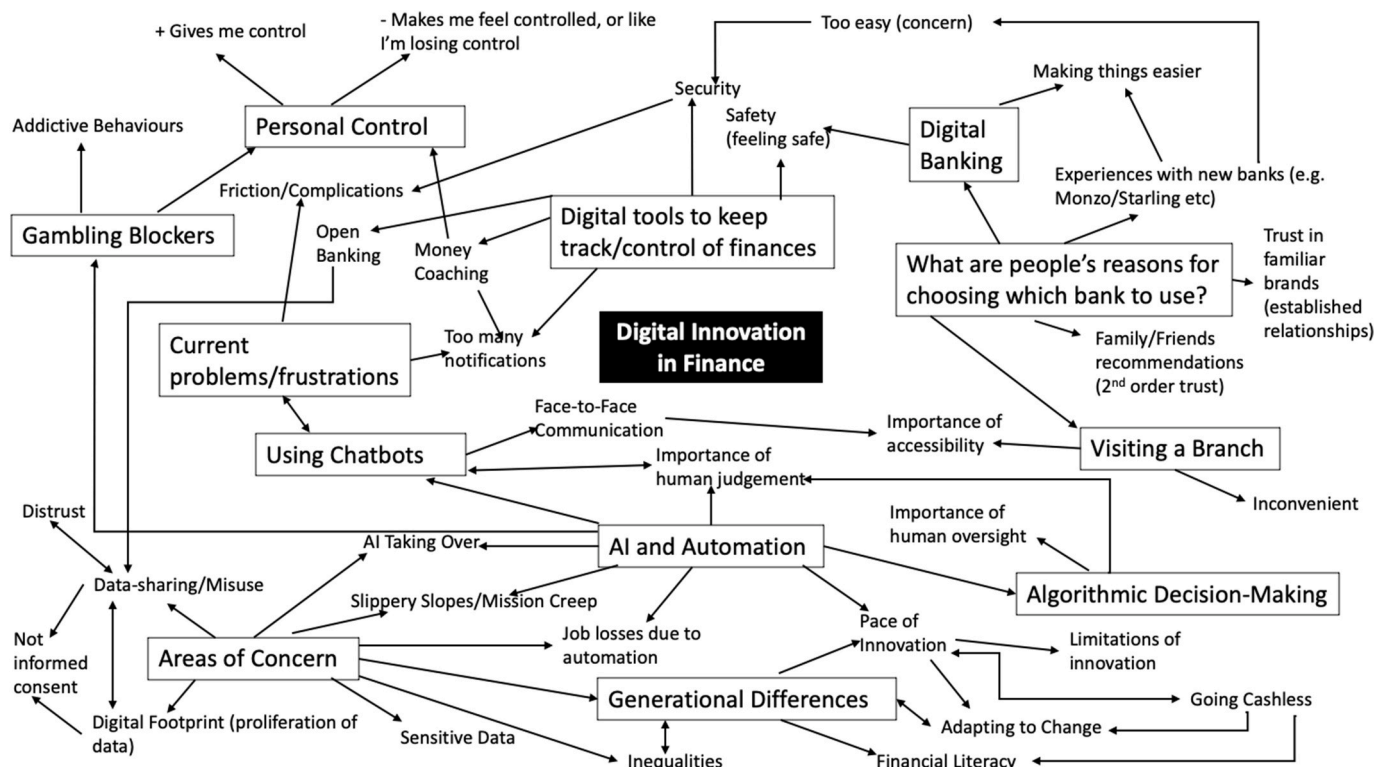 + Gives me control
- Makes me feel controlled, or like
I'm losing control
Too easy (concern)
Making things easier
Security
Safety
(feeling safe)
Addictive Behaviours
Personal Control
Digital
Banking
Friction/Complications
Experiences with new banks (e.g.
Monzo/Starling etc)
Gambling Blockers
Open
Banking
Money
Coaching
Digital tools to keep
track/control of finances
What are people's reasons for
choosing which bank to use?
Trust in
familiar
brands
(established
relationships)
Current
problems/frustrations
Too many
notifications
Digital Innovation
in Finance
Family/Friends
recommendations
(2nd order trust)
Using Chatbots
Face-to-Face
Communication
Importance of
accessibility
Visiting a Branch
Importance of
human judgement
Inconvenient
Distrust
AI Taking Over
AI and Automation
Importance of
human oversight
Data-sharing/Misuse
Slippery Slopes/Mission Creep
Algorithmic Decision-Making
Not
informed
consent
Areas of Concern
Job losses due to
automation
Pace of
Innovation
Limitations of
innovation
Generational Differences
Going Cashless
Digital Footprint (proliferation of
data)
Sensitive Data
Adapting to Change
Inequalities
Financial Literacy